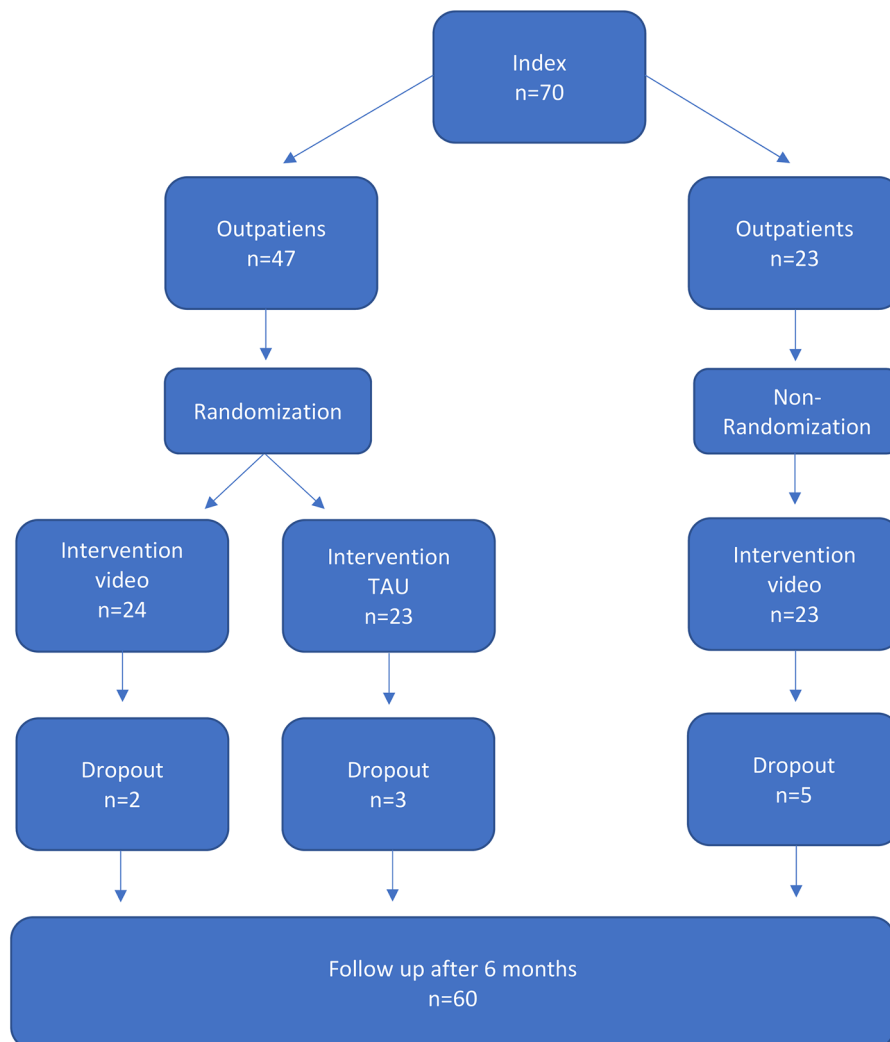 Index
n=70
Outpatiens
n=47
Outpatients
n=23
Randomization
Non-
Randomization
Intervention
video
n=24
Intervention
TAU
n=23
Intervention
video
n=23
Dropout
n=2
Dropout
n=3
Dropout
n=5
Follow up after 6 months
n=60